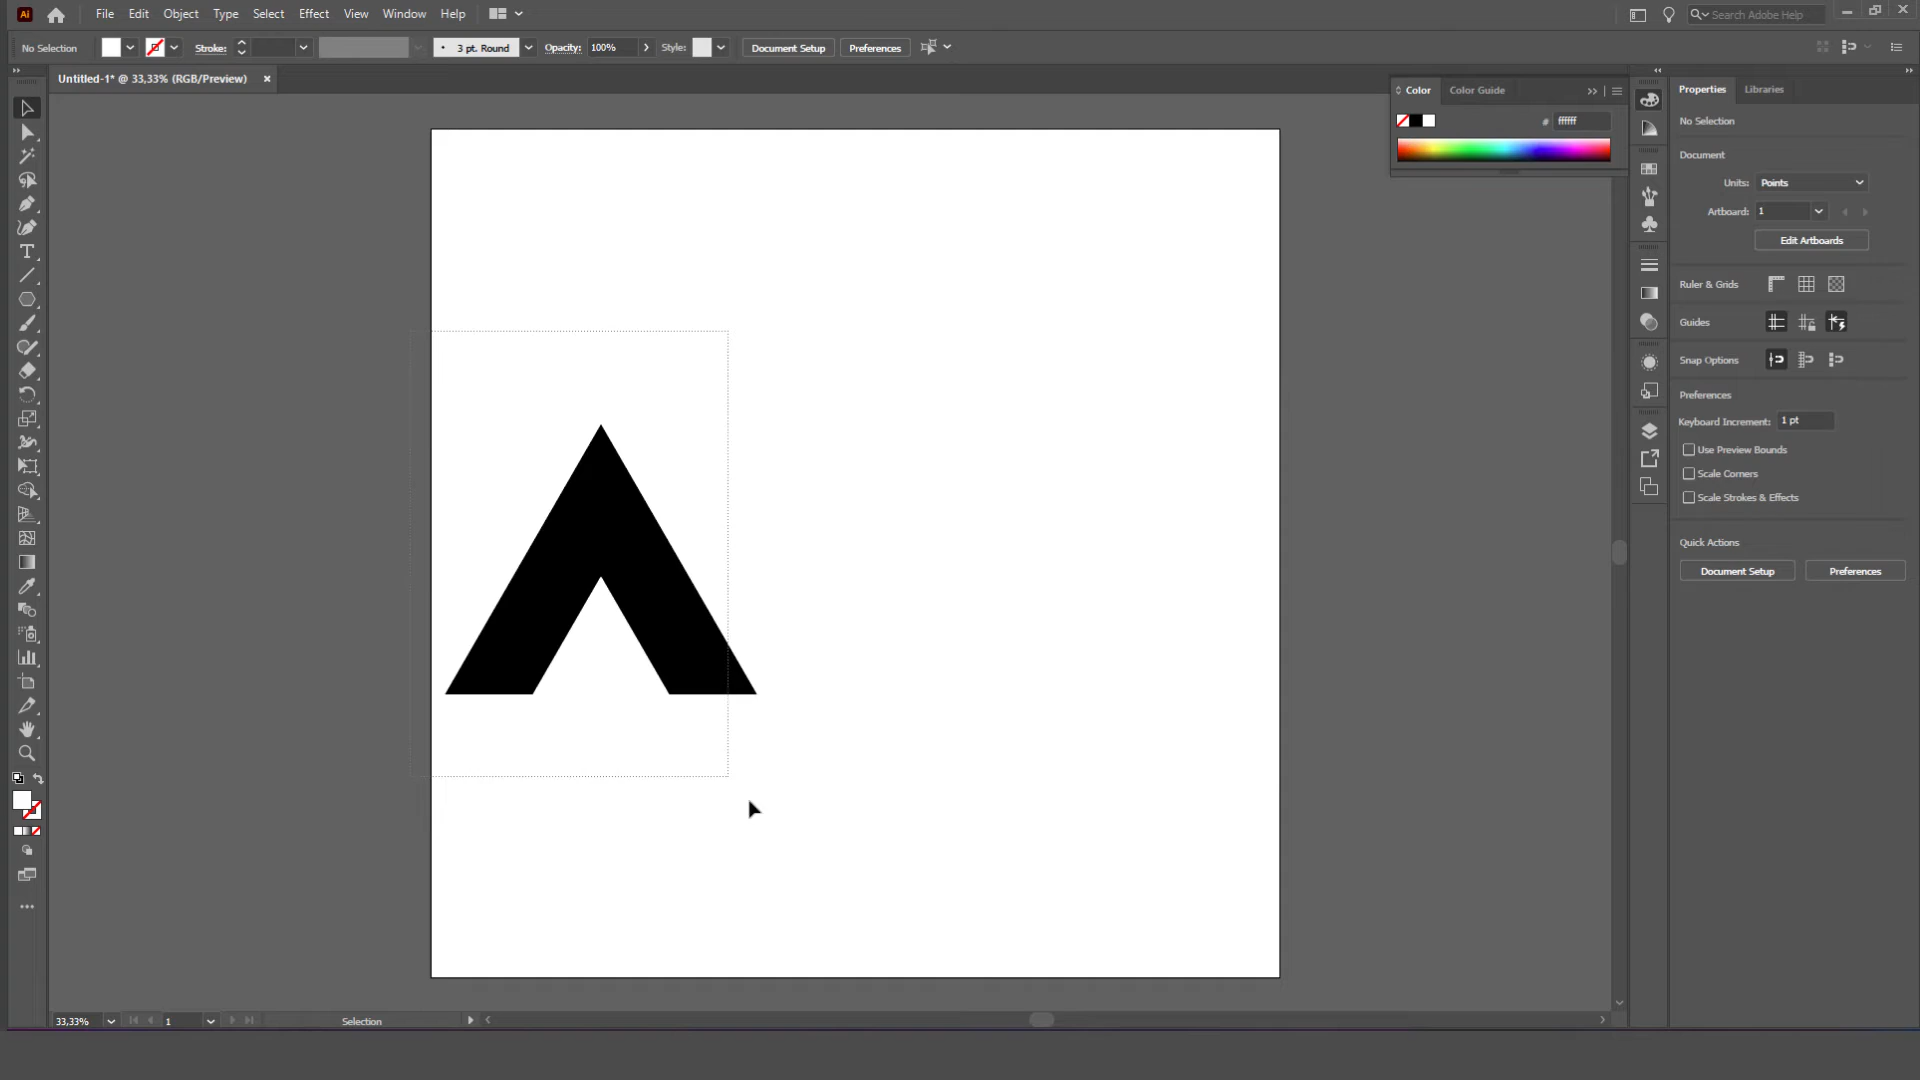 Ai File Edit Object Type Select Effect View Window Help Search Adobe Help
No Selection Stroke: 3 pt. Round Opacity: 100% Style: Document Setup Preferences
Untitled-1* @ 33,33% (RGB/Preview)
Color Color Guide
# ffffff
Properties Libraries
No Selection
Document
Units: Points
Artboard: 1
Edit Artboards
Ruler & Grids
Guides
Snap Options
Preferences
Keyboard Increment: 1 pt
Use Preview Bounds
Scale Corners
Scale Strokes & Effects
Quick Actions
Document Setup Preferences
33,33% 1 Selection